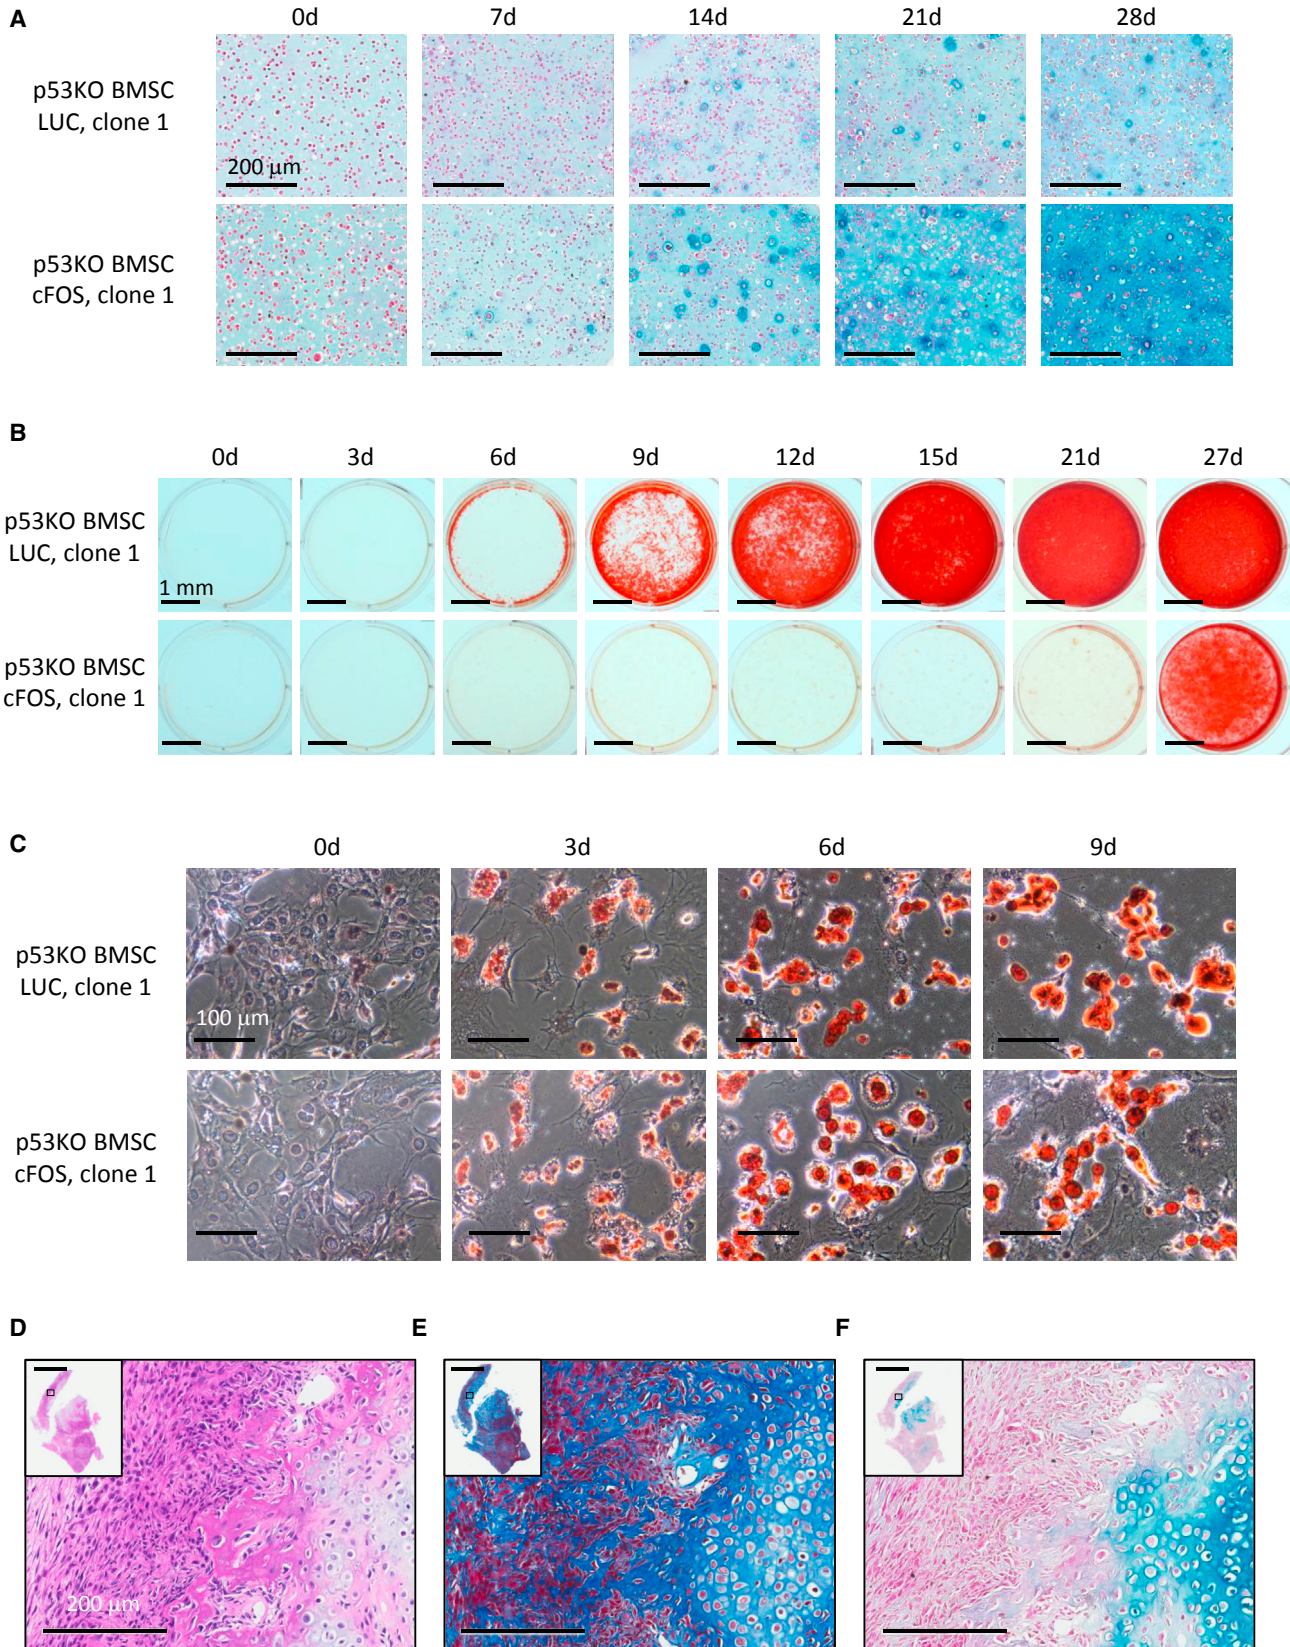 A
0d 7d 14d 21d 28d
p53KO BMSC
LUC, clone 1
200 µm
p53KO BMSC
cFOS, clone 1
B
0d 3d 6d 9d 12d 15d 21d 27d
p53KO BMSC
LUC, clone 1
1 mm
p53KO BMSC
cFOS, clone 1
C
0d 3d 6d 9d
p53KO BMSC
LUC, clone 1
100 µm
p53KO BMSC
cFOS, clone 1
D E F
200 µm